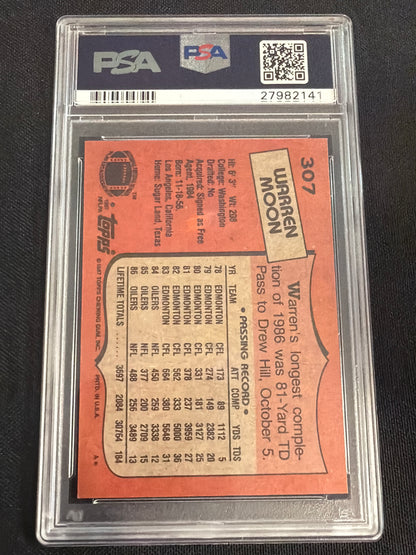 PSA
PSA
27982141
307
WARREN
MOON
Ht: 6' 3" Wt: 208
College: Washington
Drafted: No
Acquired: Signed as Free
Agent, 1984
Born: 11-18-56,
Los Angeles, California
Home: Sugar Land, Texas
topps
Warren's longest comple-
tion of 1986 was 81-Yard TD
Pass to Drew Hill, October 5.
• PASSING RECORD •
YR TEAM ATT COMP YDS TDS
78 EDMONTON CFL 173 89 1112 5
79 EDMONTON CFL 274 149 2382 20
80 EDMONTON CFL 331 181 3127 25
81 EDMONTON CFL 378 237 3959 27
82 EDMONTON CFL 562 333 5000 36
83 EDMONTON CFL 664 380 5648 31
84 OILERS NFL 450 259 3338 12
85 OILERS NFL 377 200 2709 15
86 OILERS NFL 488 256 3489 13
LIFETIME TOTALS 3697 2084 30764 184
© 1987 TOPPS CHEWING GUM, INC. PRTD. IN U.S.A.